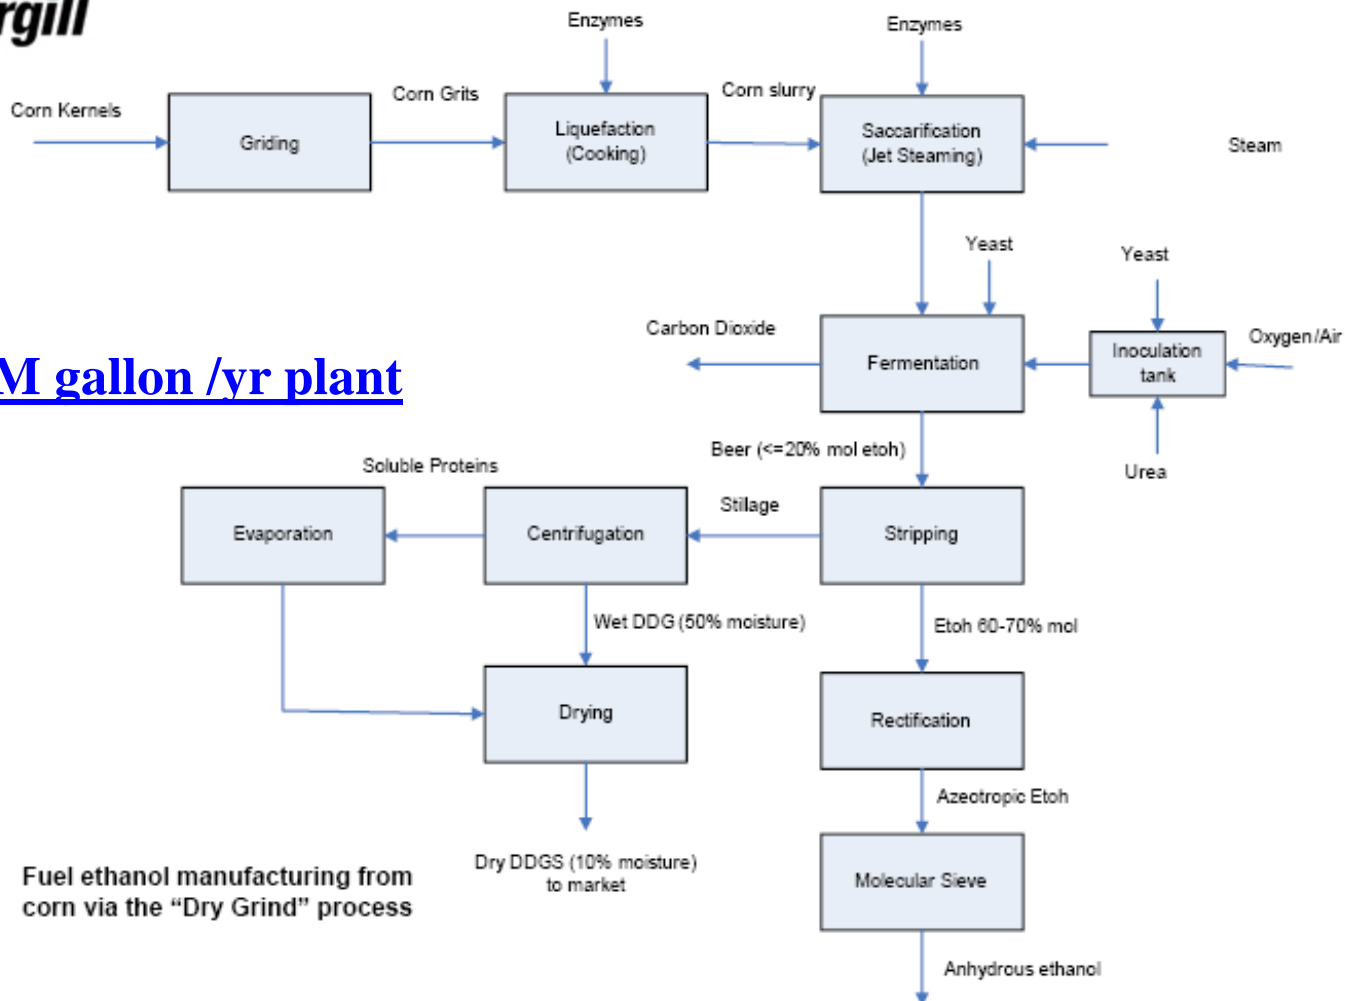 rgill
Enzymes
Enzymes
Corn Kernels
Corn Grits
Corn slurry
Griding
Liquefaction
(Cooking)
Saccarification
(Jet Steaming)
Steam
Yeast
Yeast
Carbon Dioxide
Fermentation
Inoculation
tank
Oxygen/Air
M gallon /yr plant
Beer (<=20% mol etoh)
Urea
Soluble Proteins
Stillage
Evaporation
Centrifugation
Stripping
Wet DDG (50% moisture)
Etoh 60-70% mol
Drying
Rectification
Azeotropic Etoh
Dry DDGS (10% moisture)
to market
Molecular Sieve
Fuel ethanol manufacturing from
corn via the “Dry Grind” process
Anhydrous ethanol